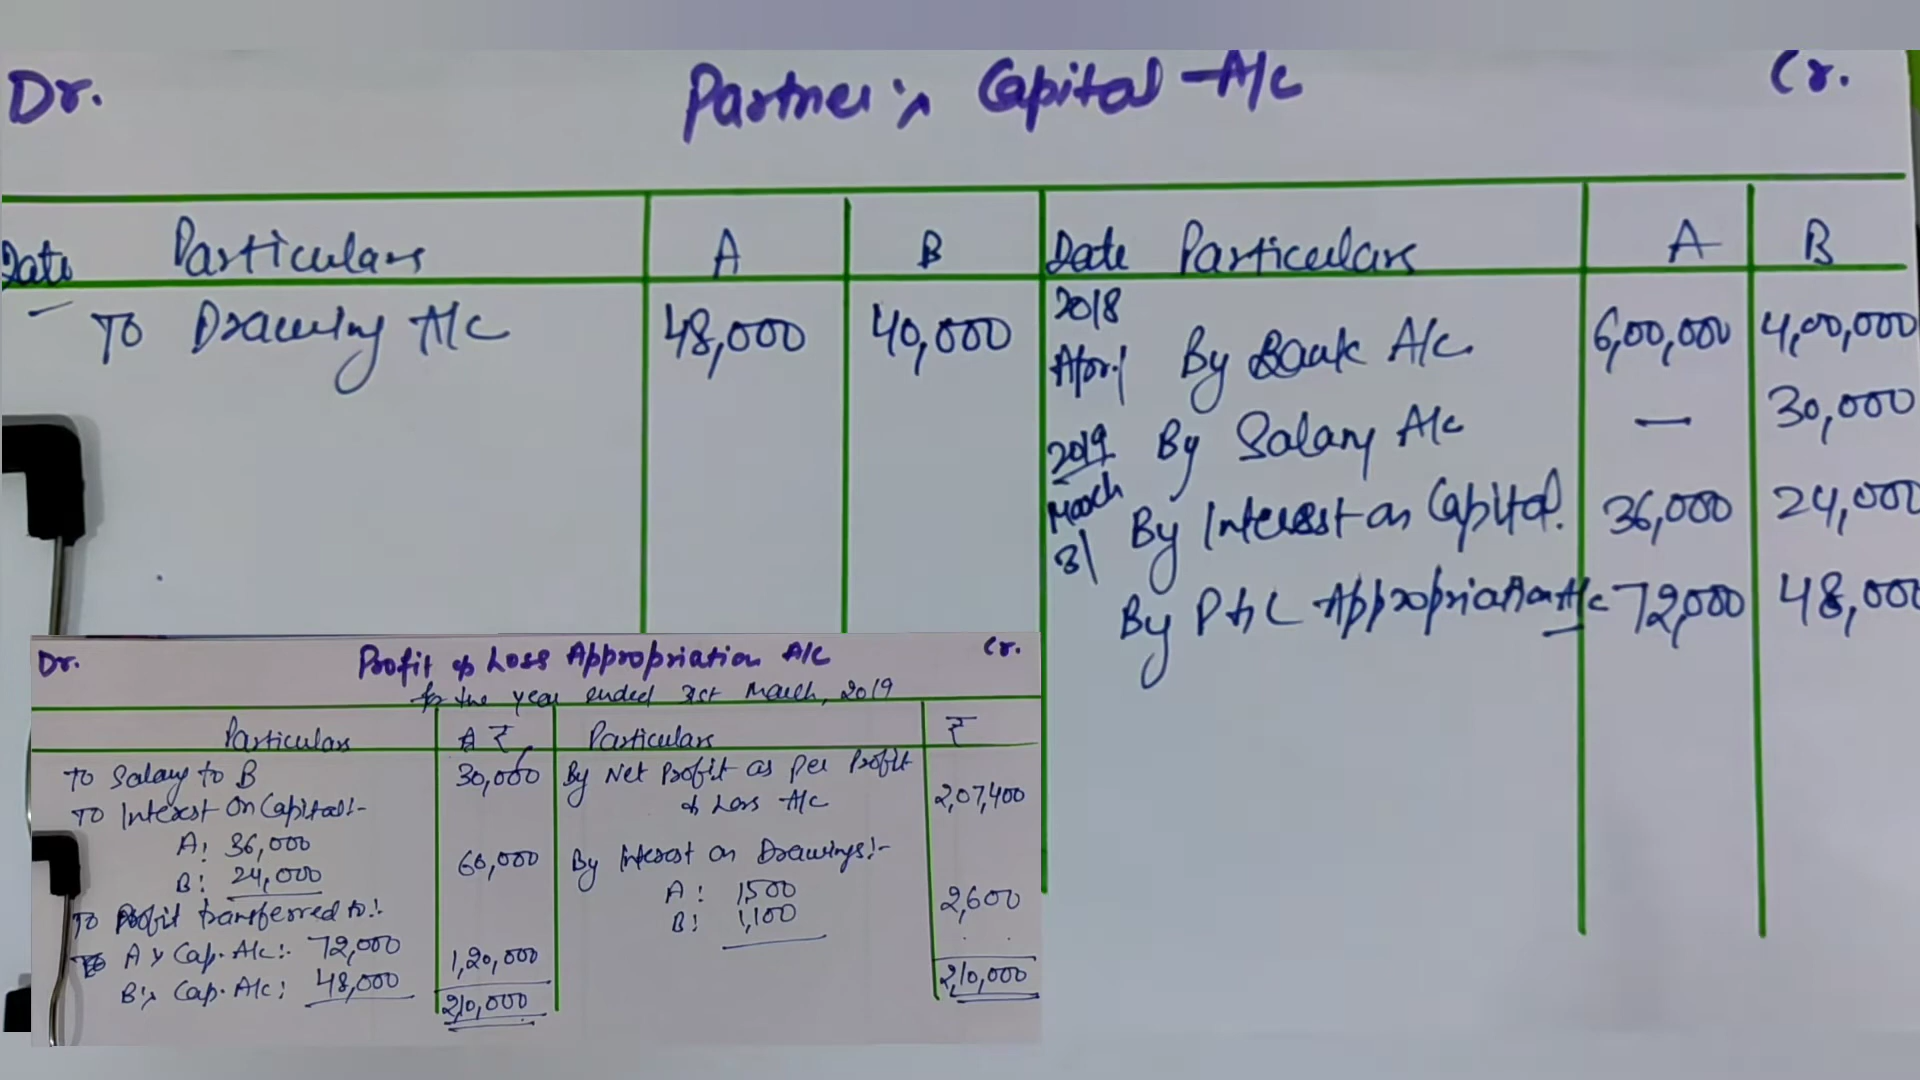 Dr. Partner's Capital A/c Cr.
Date Particulars A B Date Particulars A B
To Drawing A/c 48,000 40,000 2018 April By Bank A/c 6,00,000 4,00,000
2019 March 31 By Salary A/c — 30,000
By Interest on Capital. 36,000 24,000
By P & L Appropriation A/c 72,000 48,000
Dr. Profit & Loss Appropriation A/c Cr.
for the year ended 31st March, 2019
Particulars ₹ Particulars ₹
To Salary to B 30,000 By Net Profit as per Profit
& Loss A/c 2,07,400
To Interest on Capital:-
A: 36,000
B: 24,000 60,000
By Interest on Drawings:-
A: 1,500
B: 1,100 2,600
To Profit transferred to:
A's Cap. A/c:- 72,000 1,20,000
B's Cap. A/c: 48,000
2,10,000 2,10,000